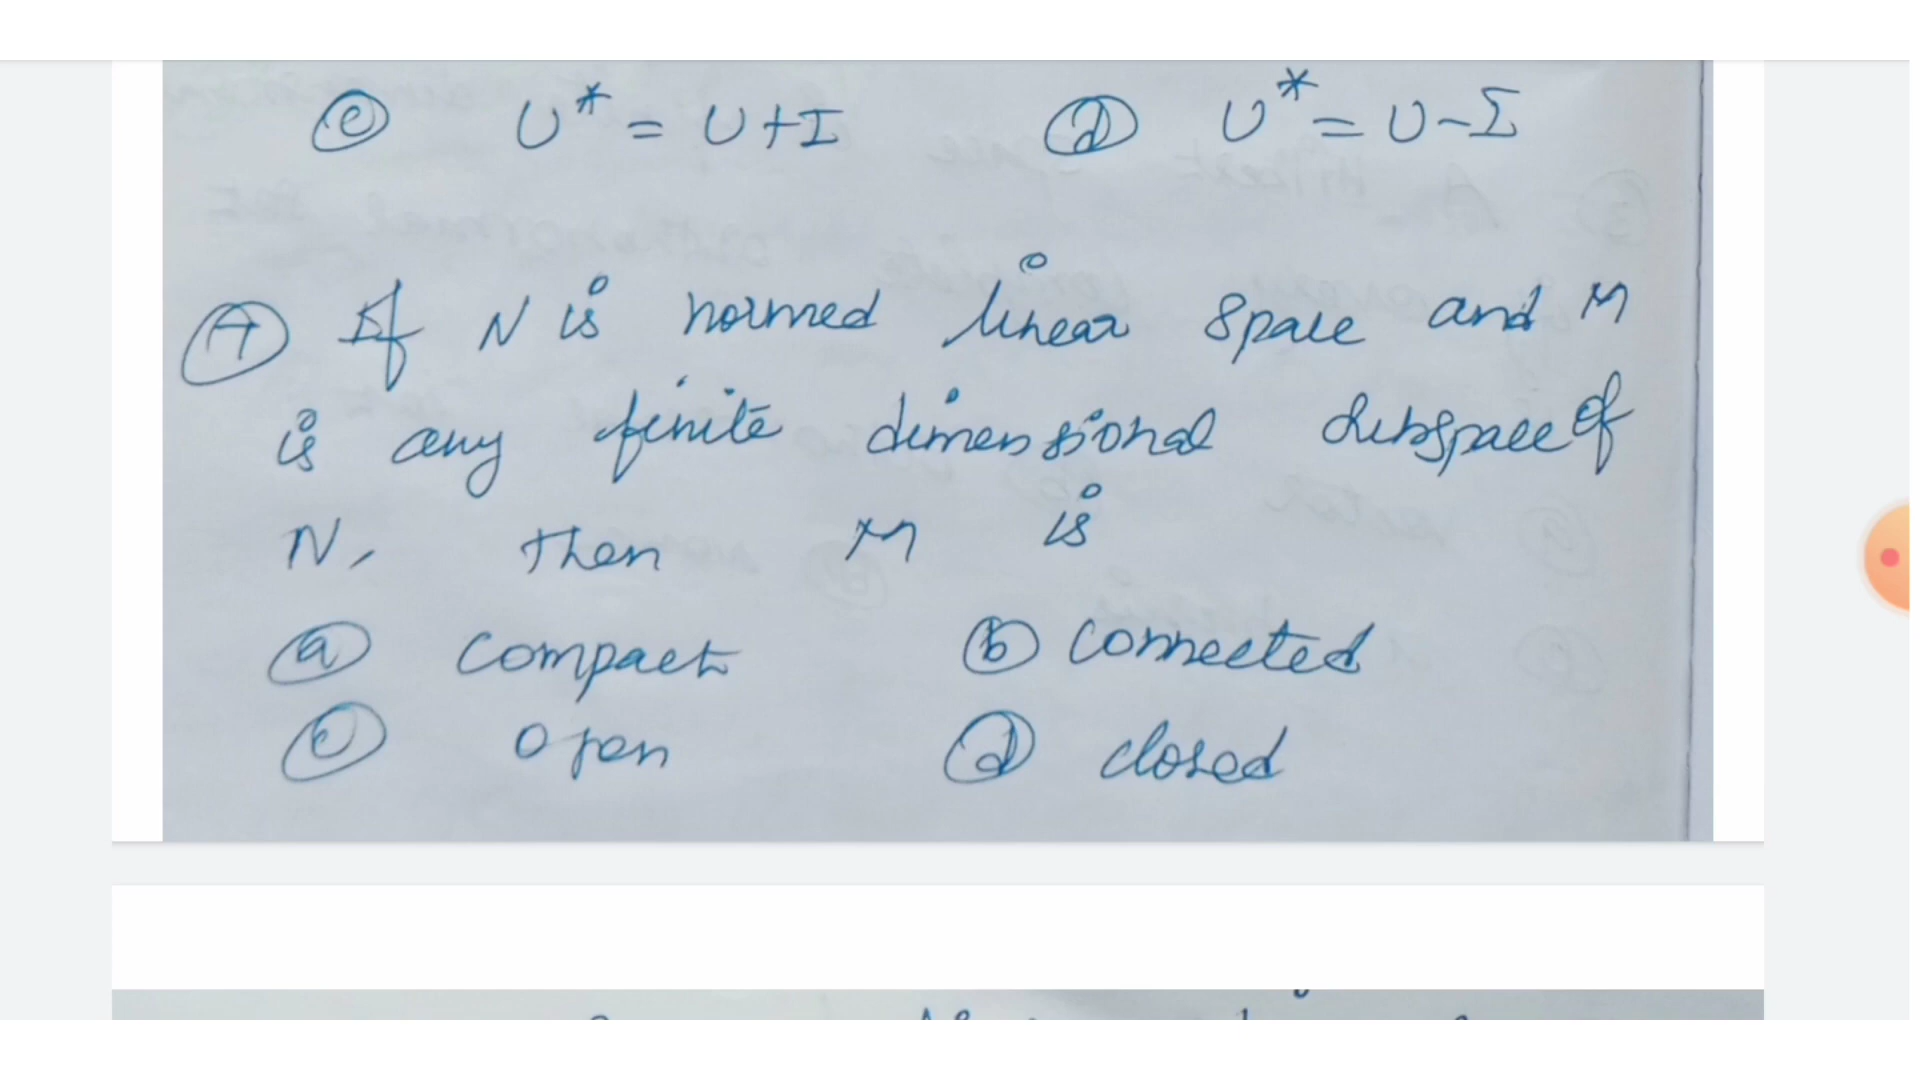 (c) U* = U+I (d) U* = U-I
(7) If N is normed linear space and M
is any finite dimensional subspace of
N, then M is
(a) compact (b) connected
(c) open (d) closed